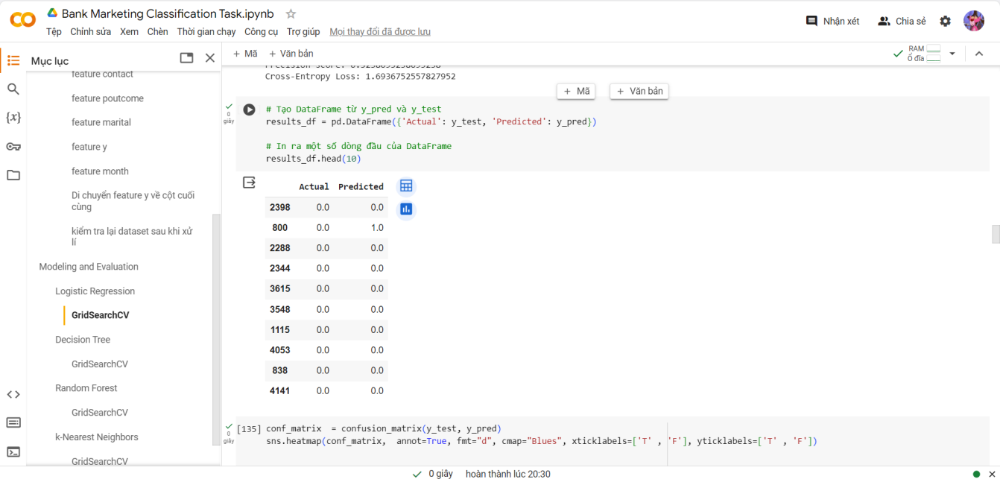 Bank Marketing Classification Task.ipynb
Tệp Chỉnh sửa Xem Chèn Thời gian chạy Công cụ Trợ giúp Mọi thay đổi đã được lưu
Nhận xét
Chia sẻ
Mục lục
feature contact
feature poutcome
feature marital
feature y
feature month
Di chuyển feature y về cột cuối
cùng
kiểm tra lại dataset sau khi xử
lí
Modeling and Evaluation
Logistic Regression
GridSearchCV
Decision Tree
GridSearchCV
Random Forest
GridSearchCV
k-Nearest Neighbors
GridSearchCV
+ Mã + Văn bản
RAM
Ổ đĩa
Cross-Entropy Loss: 1.6936752557827952
+ Mã + Văn bản
0
giây
# Tạo DataFrame từ y_pred và y_test
results_df = pd.DataFrame({'Actual': y_test, 'Predicted': y_pred})
# In ra một số dòng đầu của DataFrame
results_df.head(10)
Actual Predicted
2398 0.0 0.0
800 0.0 1.0
2288 0.0 0.0
2344 0.0 0.0
3615 0.0 0.0
3548 0.0 0.0
1115 0.0 0.0
4053 0.0 0.0
838 0.0 0.0
4141 0.0 0.0
0
giây
[135] conf_matrix  = confusion_matrix(y_test, y_pred)
sns.heatmap(conf_matrix,  annot=True, fmt="d", cmap="Blues", xticklabels=['T' , 'F'], yticklabels=['T' , 'F'])
0 giây hoàn thành lúc 20:30